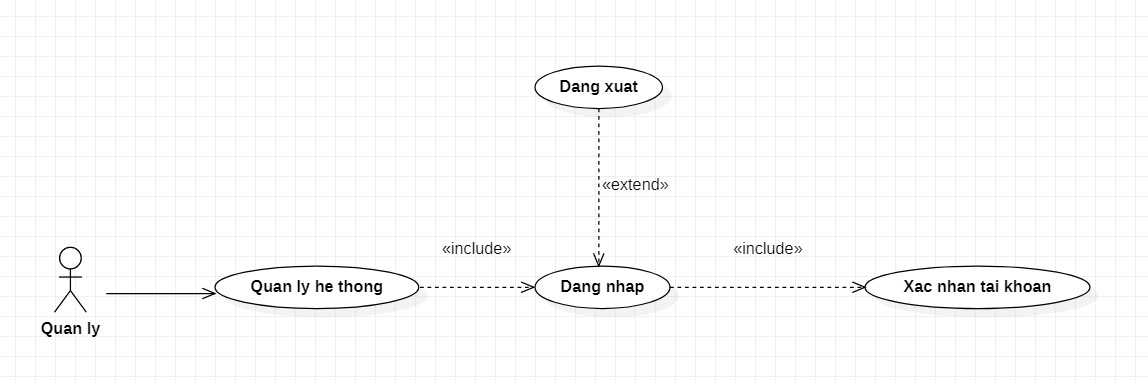 Dang xuat
«extend»
«include»
«include»
Quan ly he thong
Dang nhap
Xac nhan tai khoan
Quan ly